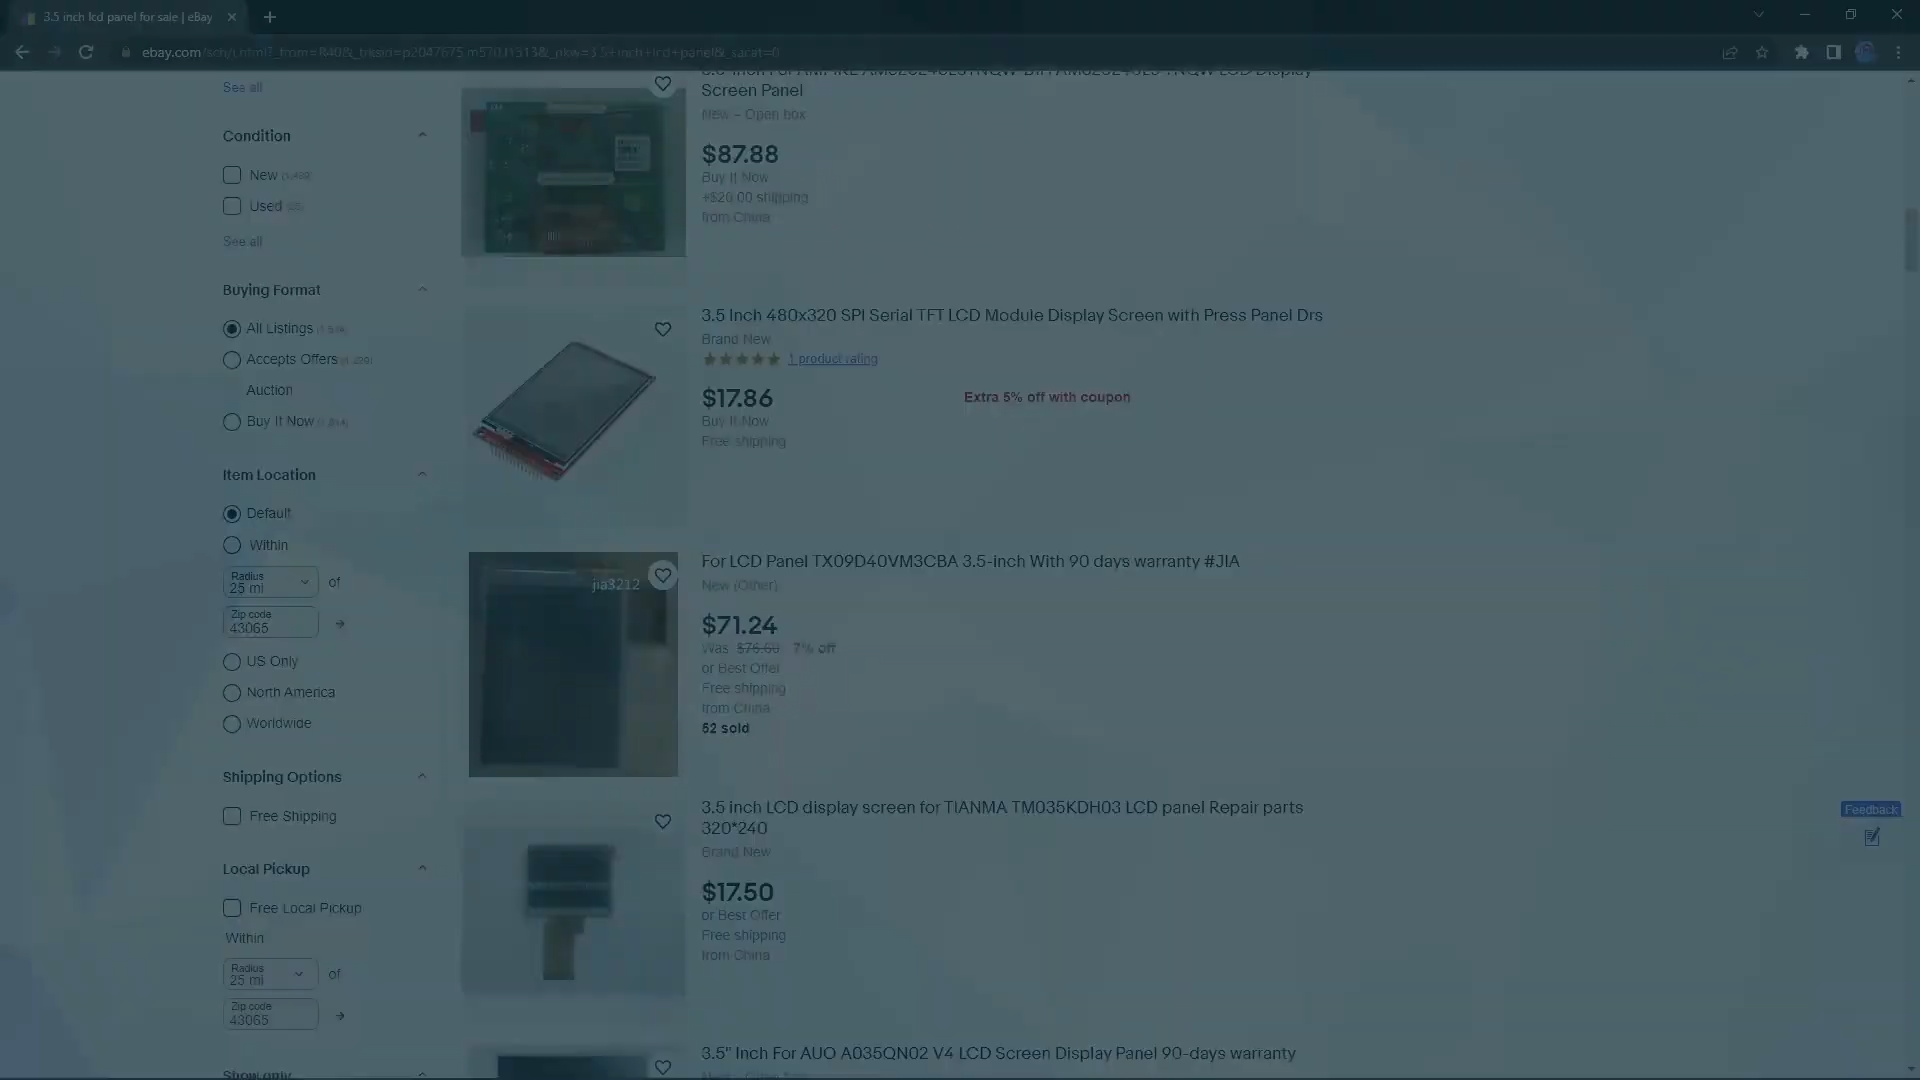 3.5 inch lcd panel for sale | eBay
See all
Condition
New
Used
See all
Buying Format
All Listings
Accepts Offers
Auction
Buy It Now
Item Location
Default
Within
Radius
25 mi
of
Zip code
43065
US Only
North America
Worldwide
Shipping Options
Free Shipping
Local Pickup
Free Local Pickup
Within
Radius
25 mi
of
Zip code
43065
Show only
Screen Panel
New – Open box
$87.88
Buy It Now
+$20.00 shipping
from China
3.5 Inch 480x320 SPI Serial TFT LCD Module Display Screen with Press Panel Drs
Brand New
1 product rating
$17.86
Extra 5% off with coupon
Buy It Now
Free shipping
jia3212
For LCD Panel TX09D40VM3CBA 3.5-inch With 90 days warranty #JIA
New (Other)
$71.24
Was $76.60 7% off
or Best Offer
Free shipping
from China
52 sold
3.5 inch LCD display screen for TIANMA TM035KDH03 LCD panel Repair parts
320*240
Brand New
$17.50
or Best Offer
Free shipping
from China
3.5" Inch For AUO A035QN02 V4 LCD Screen Display Panel 90-days warranty
Feedback